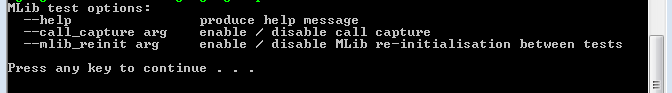 MLib test options:
--help produce help message
--call_capture arg enable / disable call capture
--mlib_reinit arg enable / disable MLib re-initialisation between tests
Press any key to continue . . .